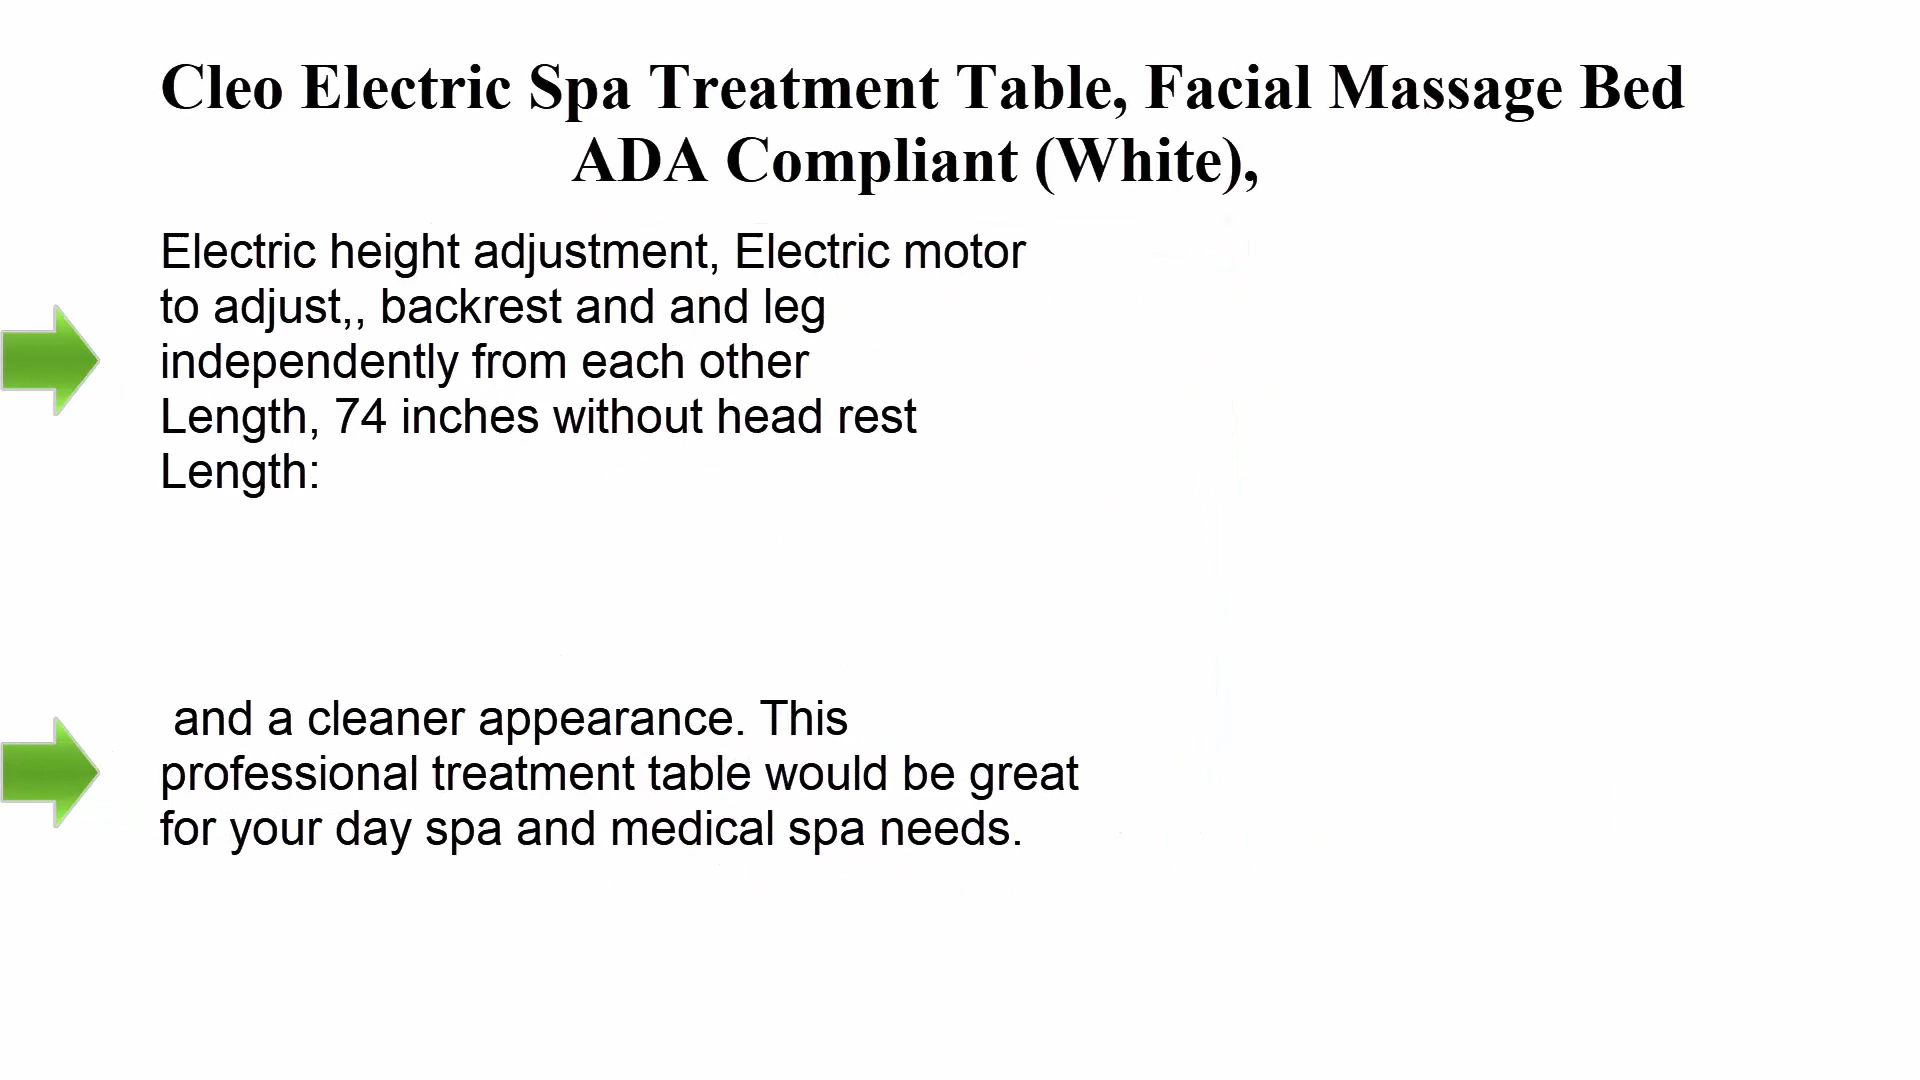 Cleo Electric Spa Treatment Table, Facial Massage Bed
ADA Compliant (White),
Electric height adjustment, Electric motor
to adjust,, backrest and and leg
independently from each other
Length, 74 inches without head rest
Length:
and a cleaner appearance. This
professional treatment table would be great
for your day spa and medical spa needs.